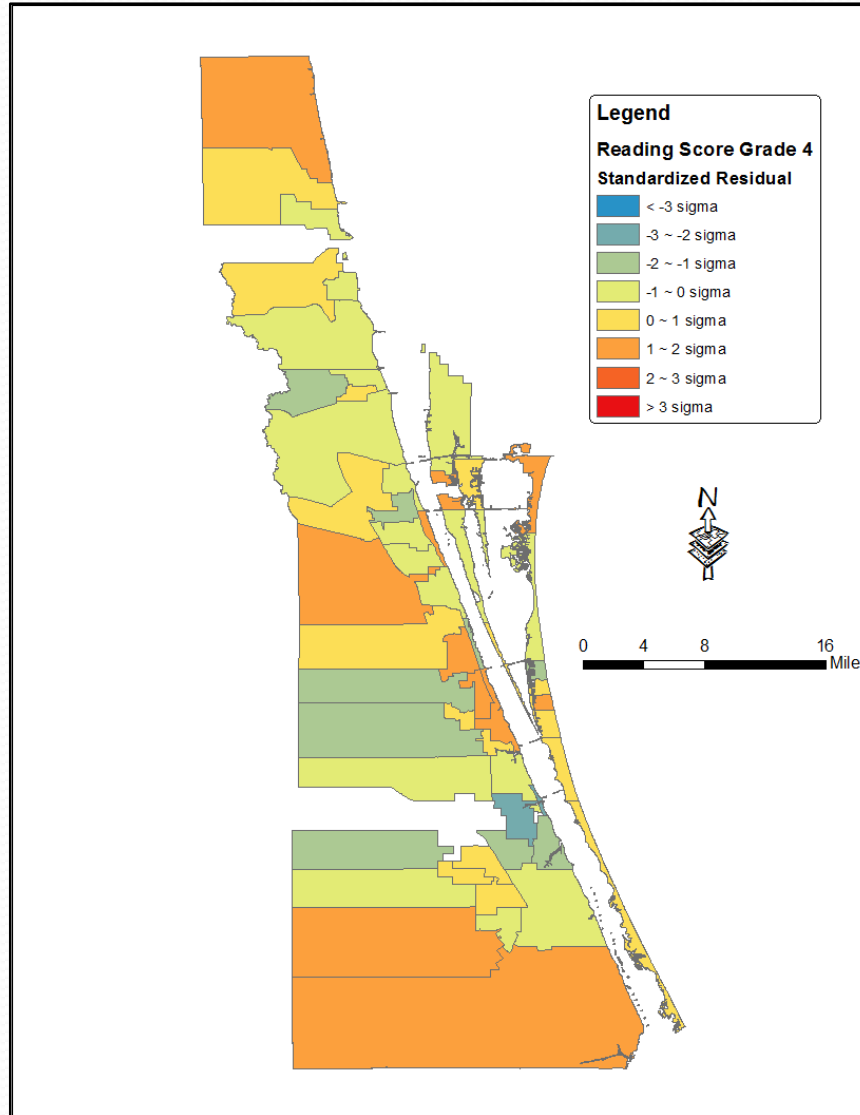 Legend
Reading Score Grade 4
Standardized Residual
< -3 sigma
-3 ~ -2 sigma
-2 ~ -1 sigma
-1 ~ 0 sigma
0 ~ 1 sigma
1 ~ 2 sigma
2 ~ 3 sigma
> 3 sigma
N
0 4 8 16
Mile